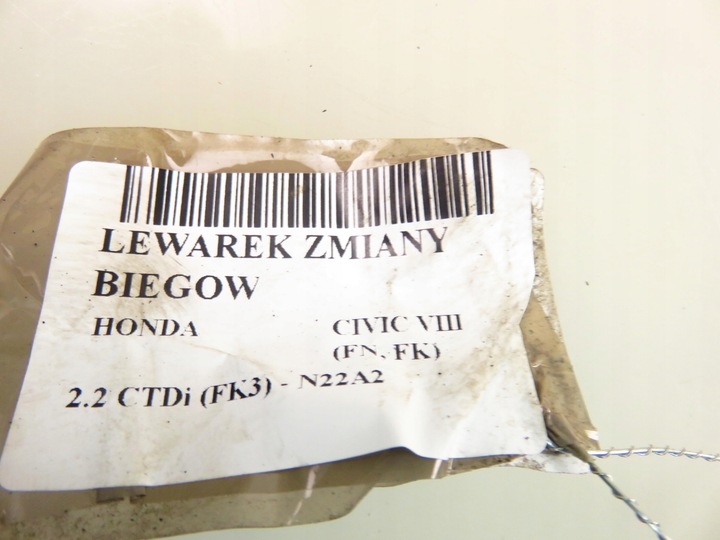 LEWAREK ZMIANY
BIEGOW
HONDA CIVIC VIII
(FN, FK)
2.2 CTDi (FK3) - N22A2